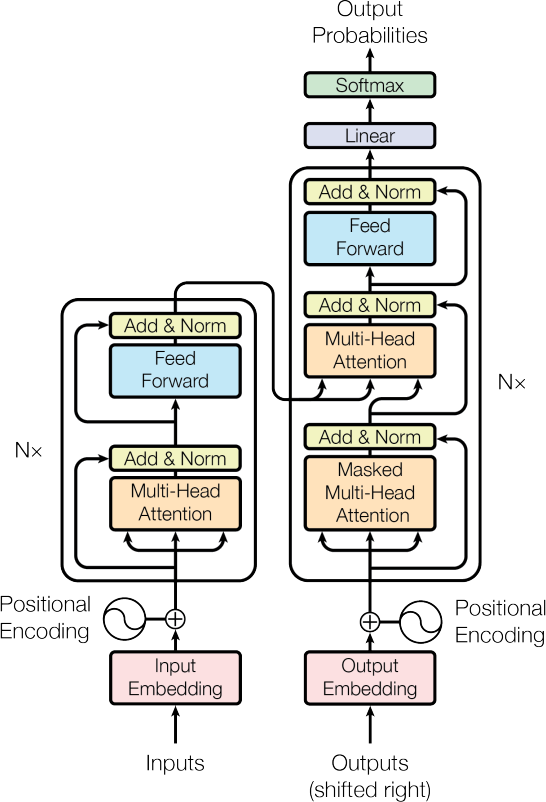 Output
Probabilities
Softmax
Linear
Add & Norm
Feed
Forward
Add & Norm
Multi-Head
Attention
Add & Norm
Masked
Multi-Head
Attention
N×
Add & Norm
Feed
Forward
Add & Norm
Multi-Head
Attention
N×
Positional
Encoding
Positional
Encoding
Input
Embedding
Output
Embedding
Inputs
Outputs
(shifted right)